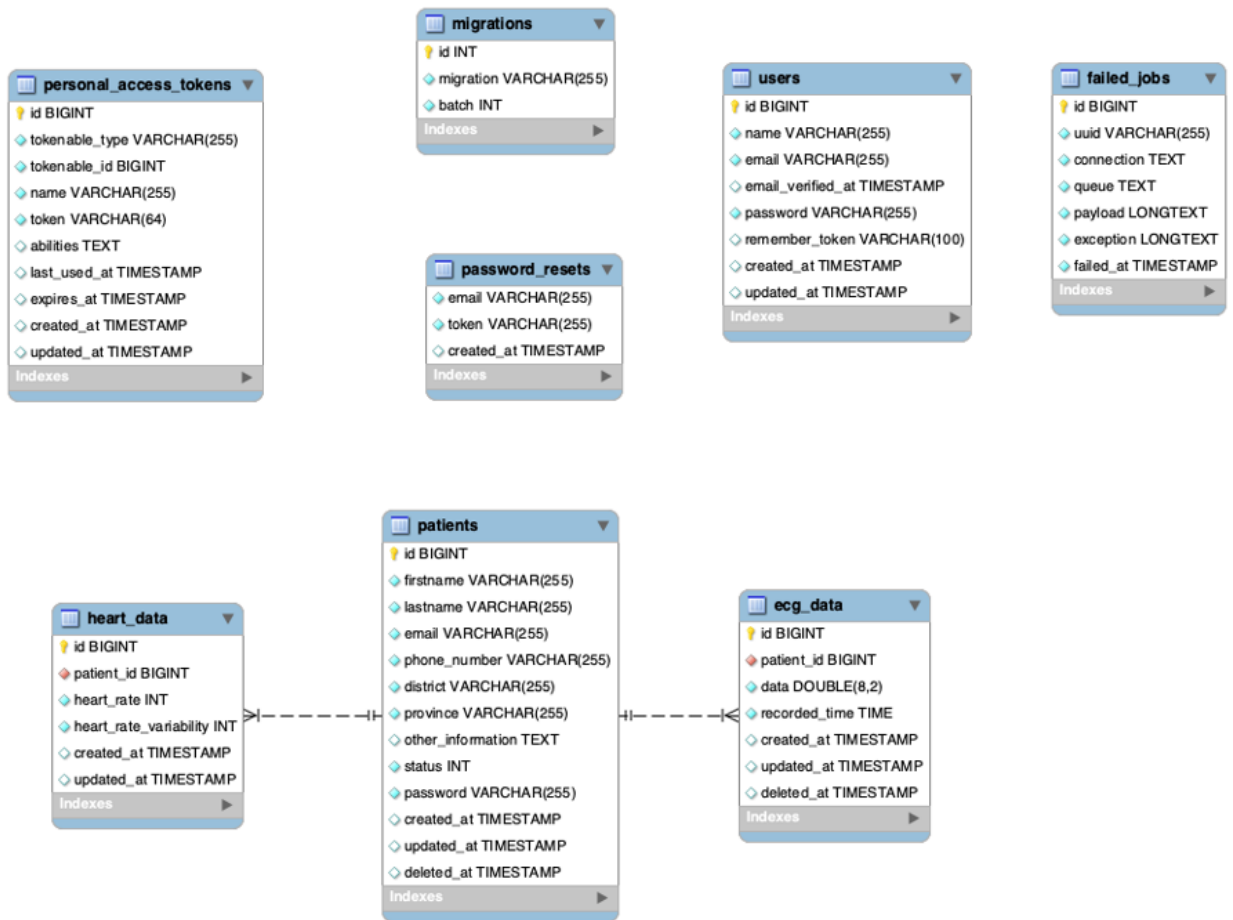 migrations
id INT
migration VARCHAR(255)
batch INT
Indexes
personal_access_tokens
id BIGINT
tokenable_type VARCHAR(255)
tokenable_id BIGINT
name VARCHAR(255)
token VARCHAR(64)
abilities TEXT
last_used_at TIMESTAMP
expires_at TIMESTAMP
created_at TIMESTAMP
updated_at TIMESTAMP
Indexes
password_resets
email VARCHAR(255)
token VARCHAR(255)
created_at TIMESTAMP
Indexes
users
id BIGINT
name VARCHAR(255)
email VARCHAR(255)
email_verified_at TIMESTAMP
password VARCHAR(255)
remember_token VARCHAR(100)
created_at TIMESTAMP
updated_at TIMESTAMP
Indexes
failed_jobs
id BIGINT
uuid VARCHAR(255)
connection TEXT
queue TEXT
payload LONGTEXT
exception LONGTEXT
failed_at TIMESTAMP
Indexes
heart_data
id BIGINT
patient_id BIGINT
heart_rate INT
heart_rate_variability INT
created_at TIMESTAMP
updated_at TIMESTAMP
Indexes
patients
id BIGINT
firstname VARCHAR(255)
lastname VARCHAR(255)
email VARCHAR(255)
phone_number VARCHAR(255)
district VARCHAR(255)
province VARCHAR(255)
other_information TEXT
status INT
password VARCHAR(255)
created_at TIMESTAMP
updated_at TIMESTAMP
deleted_at TIMESTAMP
Indexes
ecg_data
id BIGINT
patient_id BIGINT
data DOUBLE(8,2)
recorded_time TIME
created_at TIMESTAMP
updated_at TIMESTAMP
deleted_at TIMESTAMP
Indexes